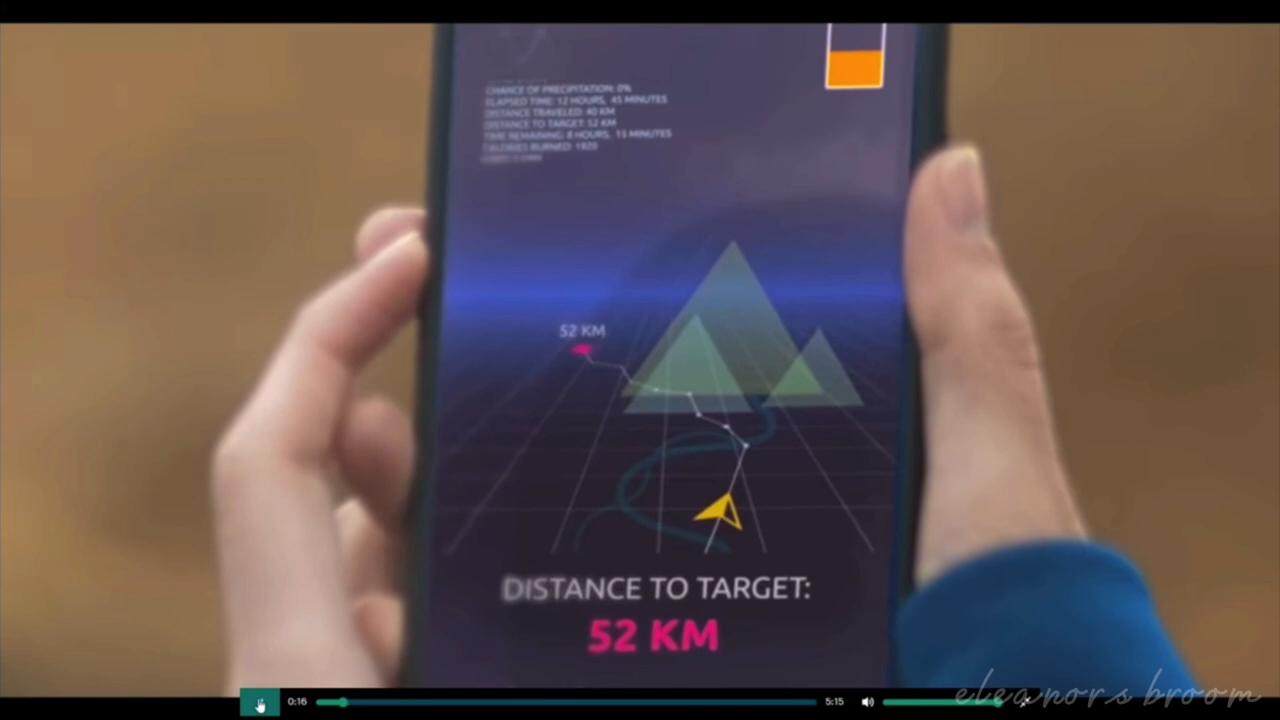 CHANCE OF PRECIPITATION: 0%
ELAPSED TIME: 12 HOURS, 45 MINUTES
DISTANCE TRAVELED: 40 KM
DISTANCE TO TARGET: 52 KM
TIME REMAINING: 8 HOURS, 15 MINUTES
CALORIES BURNED: 1920
52 KM
DISTANCE TO TARGET:
52 KM
0:16
5:15
eleanors broom